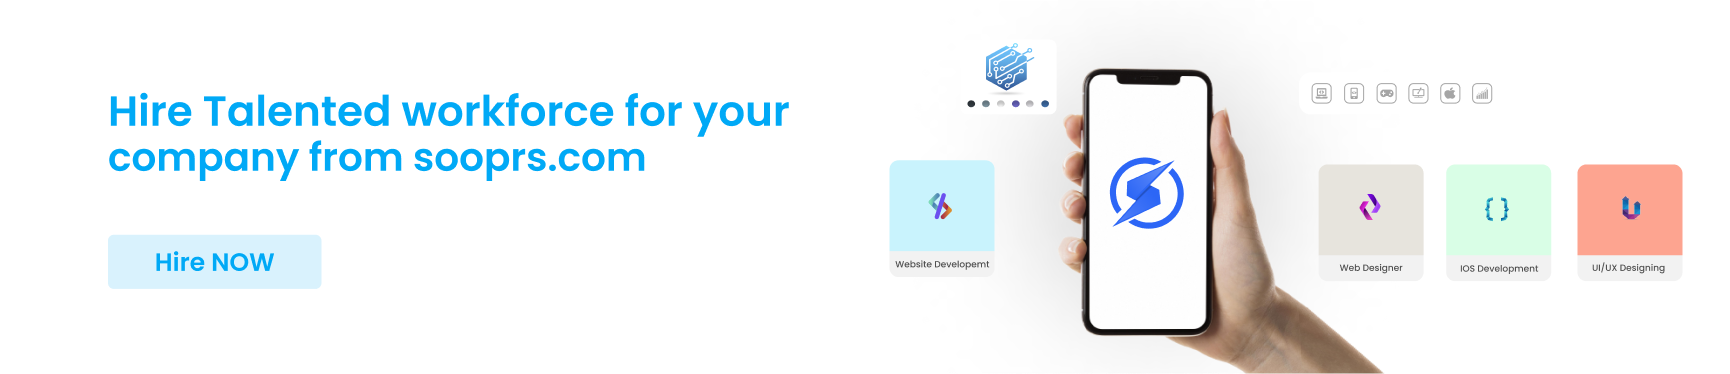 Hire Talented workforce for your
company from sooprs.com
Hire NOW
Website Developemt
Web Designer
IOS Development
UI/UX Designing